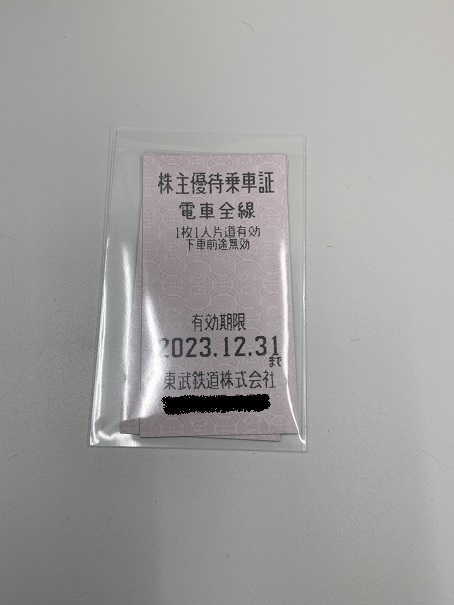 株主優待乗車証
電車全線
1枚1人片道有効
下車前途無効
有効期限
2023.12.31
まで
東武鉄道株式会社